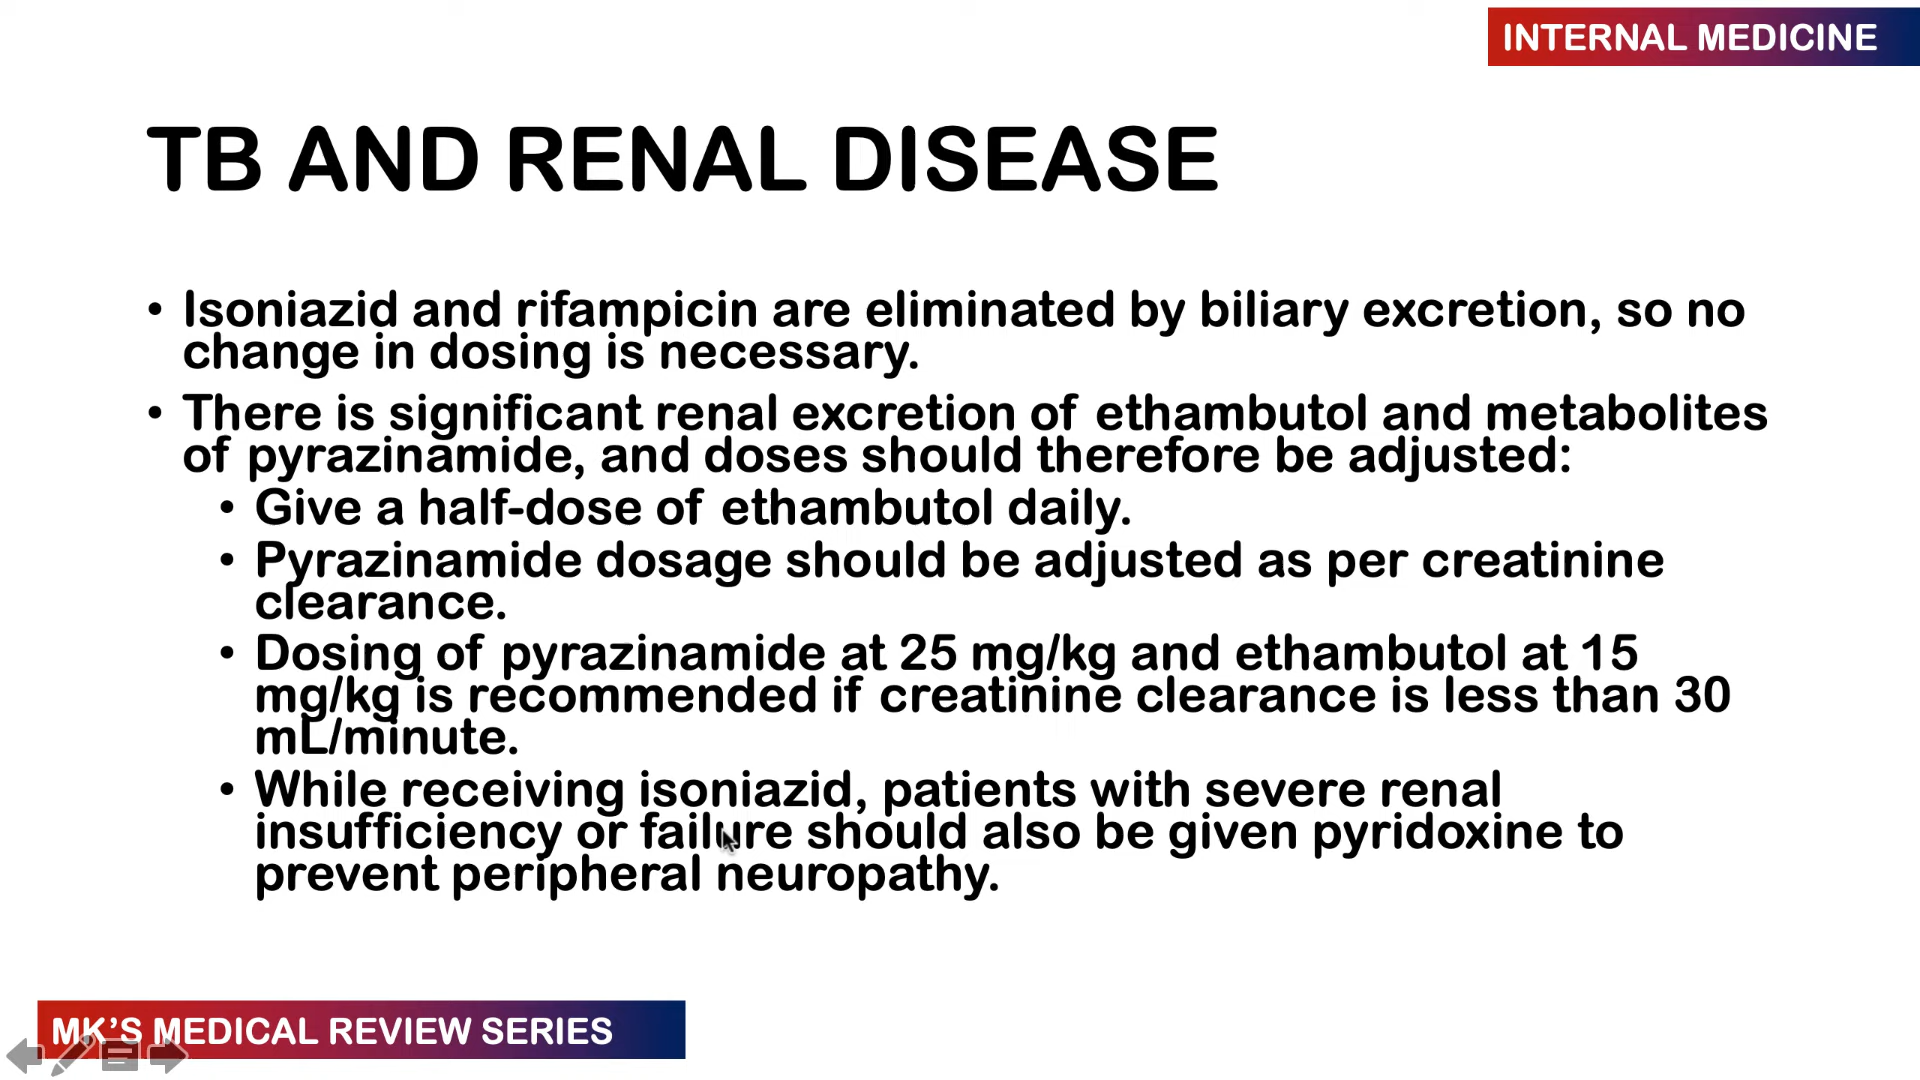 INTERNAL MEDICINE
TB AND RENAL DISEASE
• Isoniazid and rifampicin are eliminated by biliary excretion, so no
change in dosing is necessary.
• There is significant renal excretion of ethambutol and metabolites
of pyrazinamide, and doses should therefore be adjusted:
• Give a half-dose of ethambutol daily.
• Pyrazinamide dosage should be adjusted as per creatinine
clearance.
• Dosing of pyrazinamide at 25 mg/kg and ethambutol at 15
mg/kg is recommended if creatinine clearance is less than 30
mL/minute.
• While receiving isoniazid, patients with severe renal
insufficiency or failure should also be given pyridoxine to
prevent peripheral neuropathy.
MK'S MEDICAL REVIEW SERIES